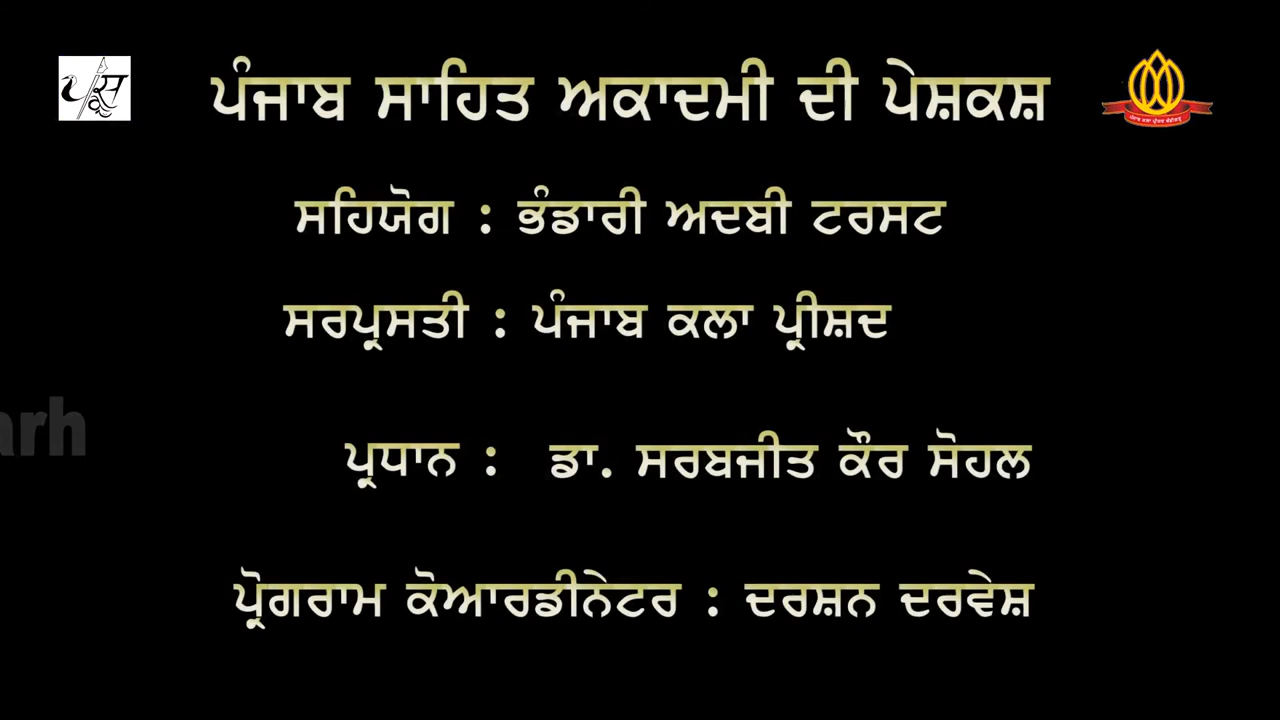 ਪੰਜਾਬ ਸਾਹਿਤ ਅਕਾਦਮੀ ਦੀ ਪੇਸ਼ਕਸ਼
ਸਹਿਯੋਗ : ਭੰਡਾਰੀ ਅਦਬੀ ਟਰਸਟ
ਸਰਪ੍ਰਸਤੀ : ਪੰਜਾਬ ਕਲਾ ਪ੍ਰੀਸ਼ਦ
arh
ਪ੍ਰਧਾਨ : ਡਾ. ਸਰਬਜੀਤ ਕੌਰ ਸੋਹਲ
ਪ੍ਰੋਗਰਾਮ ਕੋਆਰਡੀਨੇਟਰ : ਦਰਸ਼ਨ ਦਰਵੇਸ਼